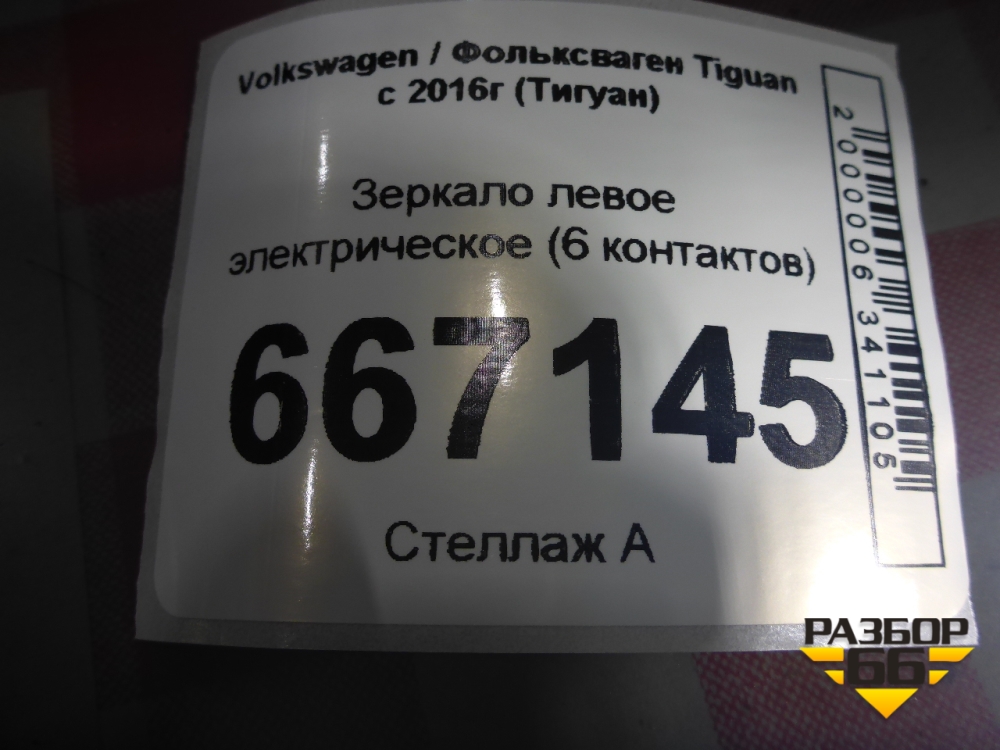 Volkswagen / Фольксваген Tiguan
с 2016г (Тигуан)
Зеркало левое
электрическое (6 контактов)
667145
Стеллаж А
2000006341105
РАЗБОР
66